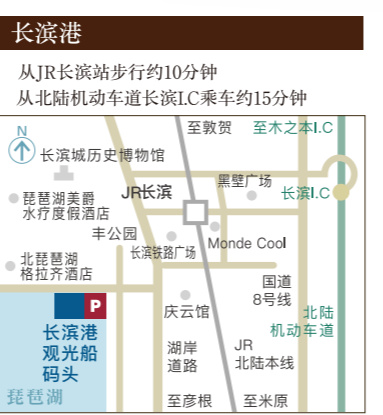 长滨港
从JR长滨站步行约10分钟
从北陆机动车道长滨I.C乘车约15分钟
N
至敦贺
至木之本I.C
长滨城历史博物馆
黑壁广场
JR长滨
长滨I.C
琵琶湖美爵
水疗度假酒店
丰公园
长滨铁路广场
Monde Cool
北琵琶湖
格拉齐酒店
国道
8号线
P
庆云馆
北陆
机动车道
长滨港
观光船
码头
湖岸
道路
JR
北陆本线
琵琶湖
至彦根
至米原